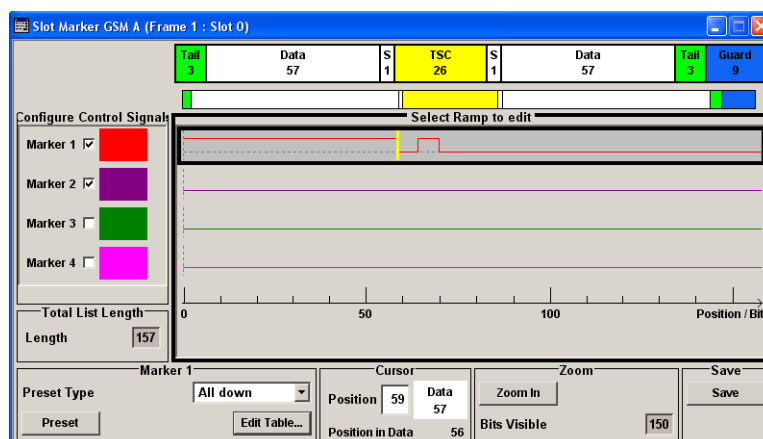 Slot Marker GSM A (Frame 1 : Slot 0)
Tail Data S TSC S Data Tail Guard
3 57 1 26 1 57 3 9
Configure Control Signals
Select Ramp to edit
Marker 1
Marker 2
Marker 3
Marker 4
0 50 100 Position / Bit
Total List Length
Length 157
Marker 1
Preset Type All down
Preset Edit Table...
Cursor
Position 59 Data
57
Position in Data 56
Zoom
Zoom In
Bits Visible 150
Save
Save